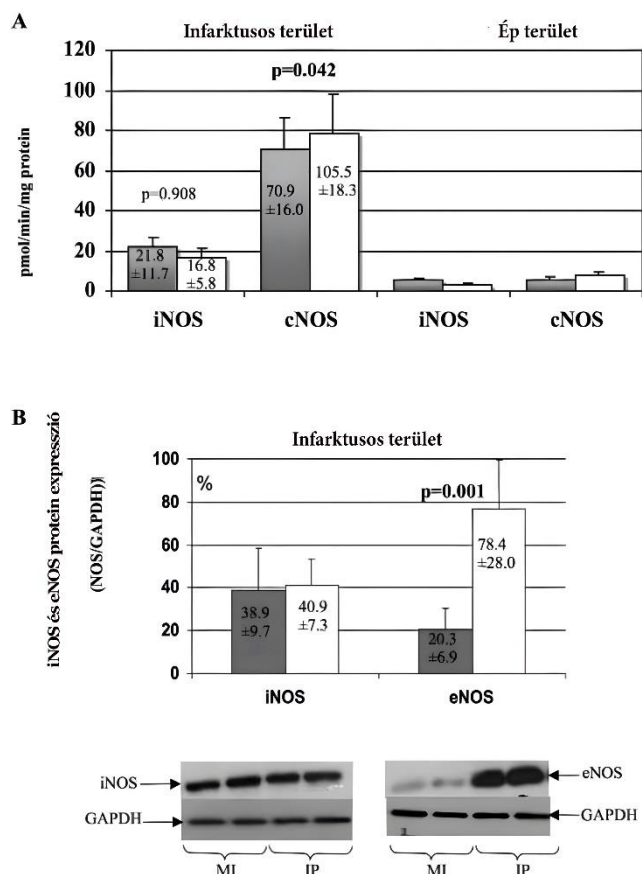 A
Infarktusos terület
Ép terület
pmol/min/mg protein
120
100
80
60
40
20
0
p=0.042
p=0.908
21.8
±11.7
16.8
±5.8
70.9
±16.0
105.5
±18.3
iNOS
cNOS
iNOS
cNOS
B
iNOS és eNOS protein expresszió
(NOS/GAPDH))
Infarktusos terület
100
80
60
40
20
0
%
p=0.001
38.9
±9.7
40.9
±7.3
20.3
±6.9
78.4
±28.0
iNOS
eNOS
iNOS
eNOS
GAPDH
GAPDH
MI
IP
MI
IP